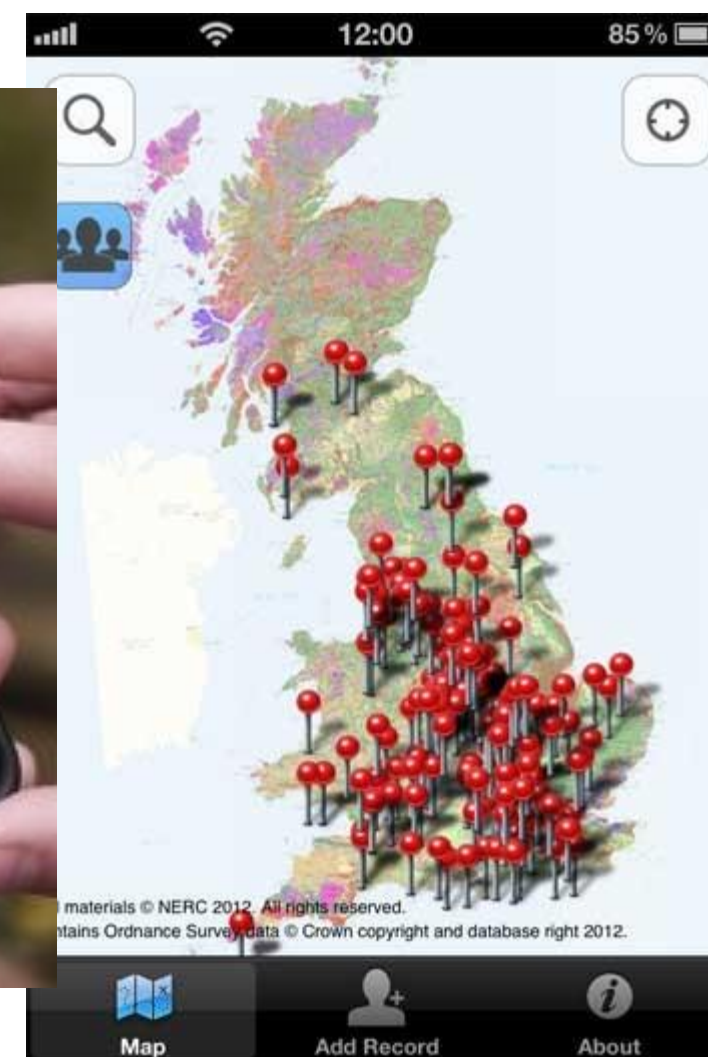 12:00
85%
l materials © NERC 2012. All rights reserved.
ntains Ordnance Survey data © Crown copyright and database right 2012.
Map
Add Record
About